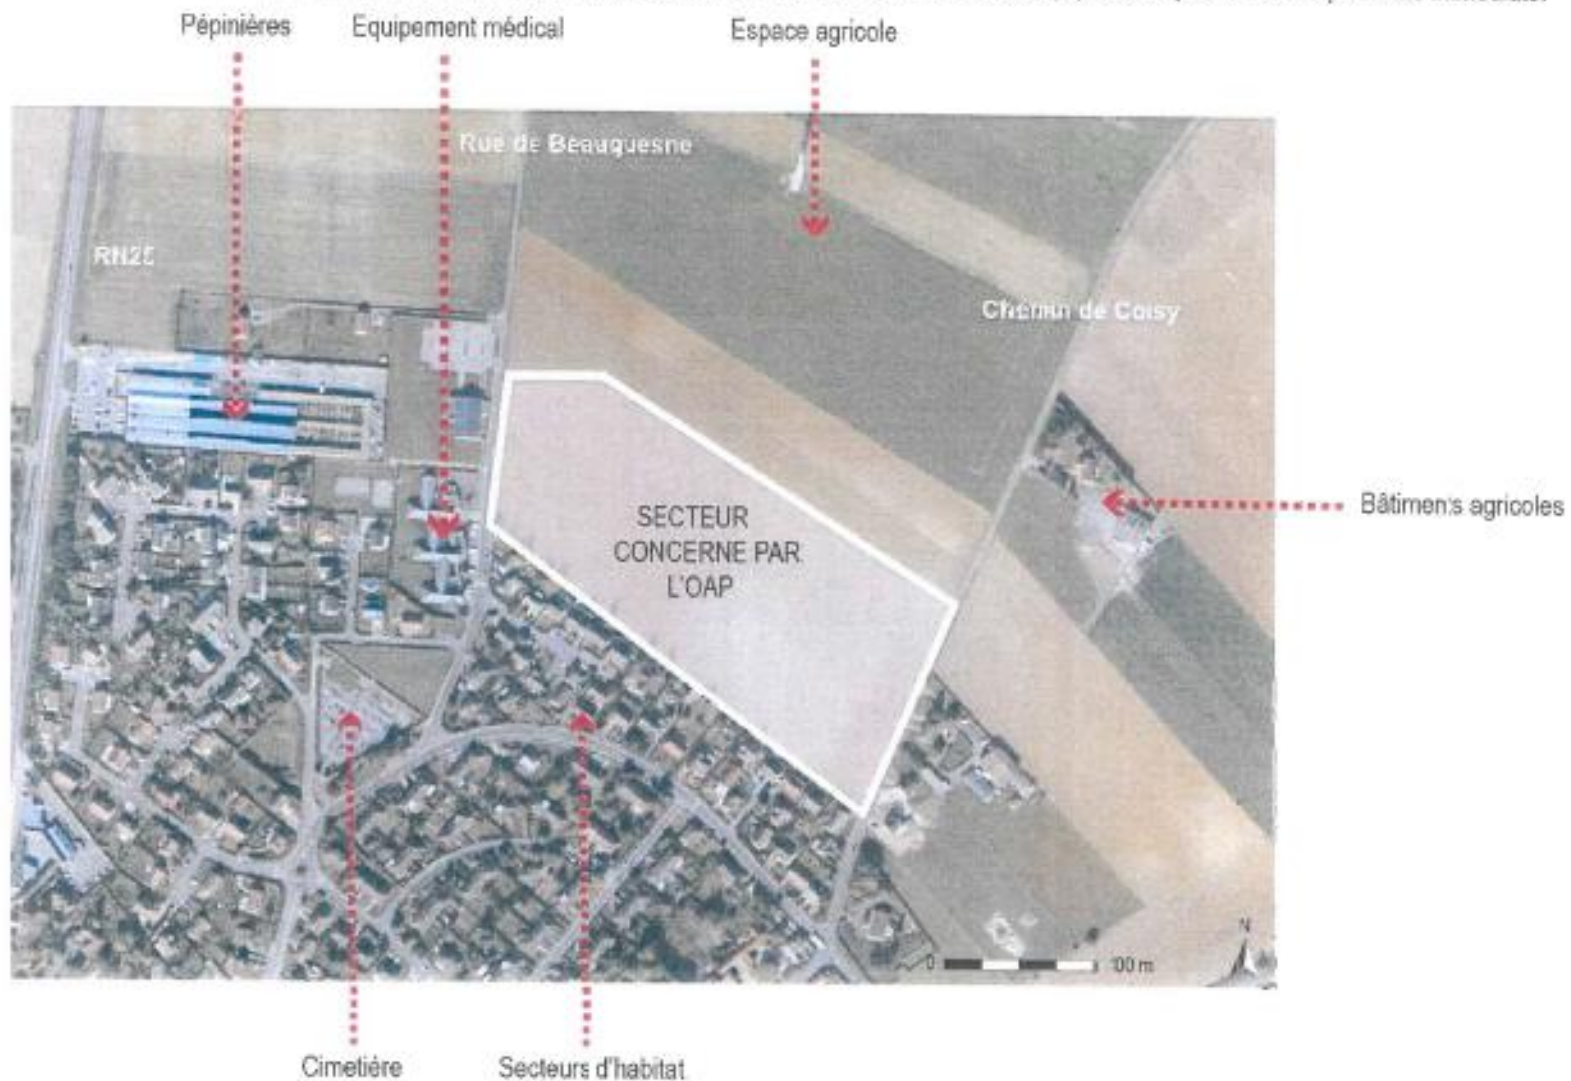 Pépinières
Equipement médical
Espace agricole
Rue de Beauquesne
RN25
Chemin de Coisy
SECTEUR
CONCERNE PAR
L'OAP
Bâtiments agricoles
0 100 m
N
Cimetière
Secteurs d'habitat